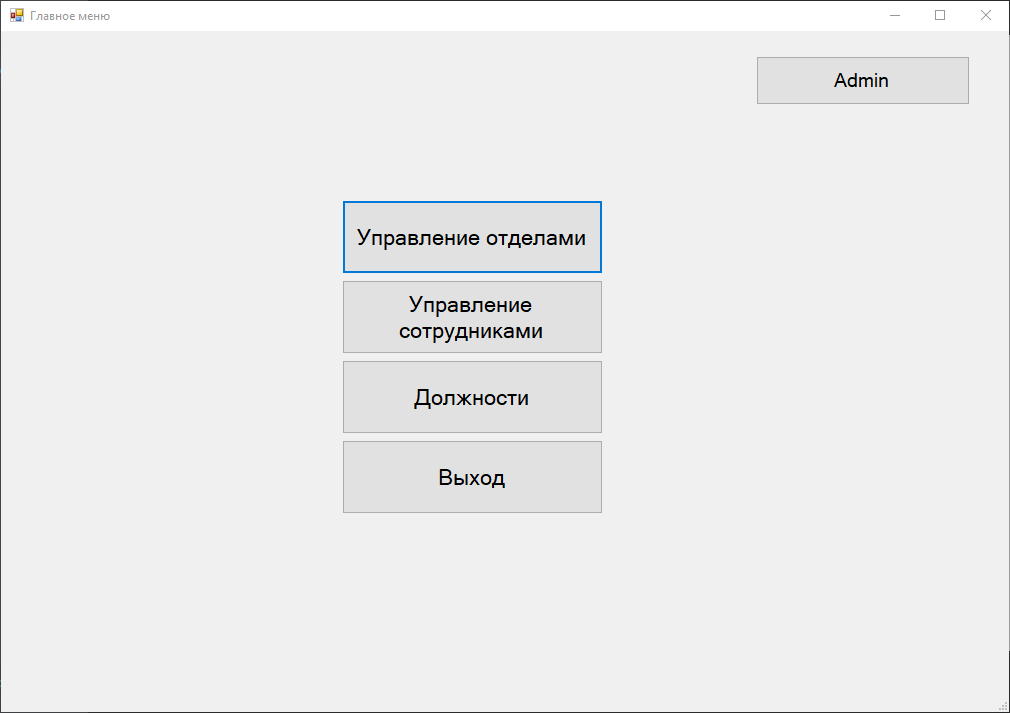 Главное меню
Admin
Управление отделами
Управление
сотрудниками
Должности
Выход